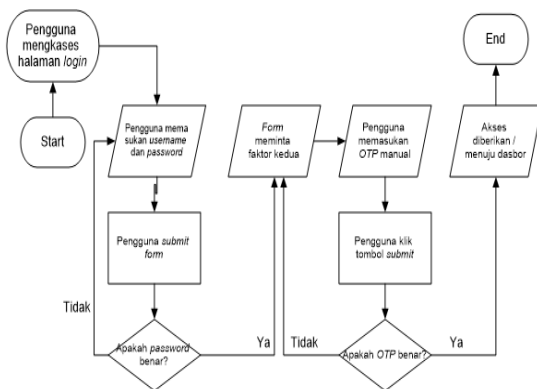 Pengguna
mengkases
halaman login
Start
Pengguna mema
sukan username
dan password
Pengguna submit
form
Apakah password
benar?
Tidak
Ya
Form
meminta
faktor kedua
Pengguna
memasukan
OTP manual
Pengguna klik
tombol submit
Apakah OTP benar?
Tidak
Ya
Akses
diberikan /
menuju dasbor
End